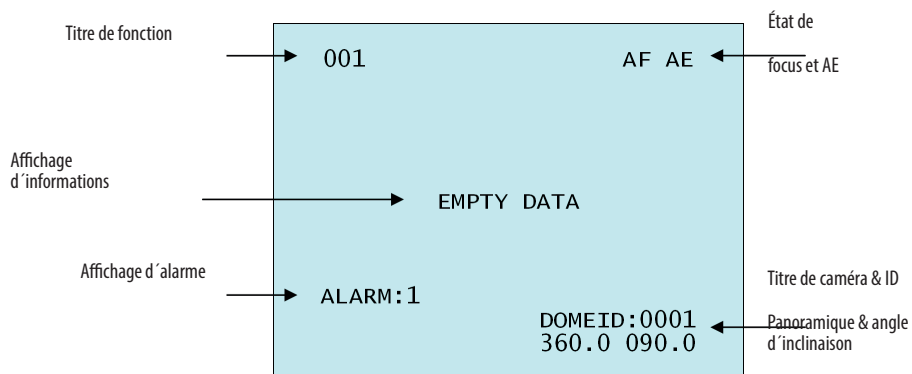 Titre de fonction
001
AF AE
État de
focus et AE
Affichage
d´informations
EMPTY DATA
Affichage d´alarme
ALARM:1
DOMEID:0001
360.0 090.0
Titre de caméra & ID
Panoramique & angle
d´inclinaison